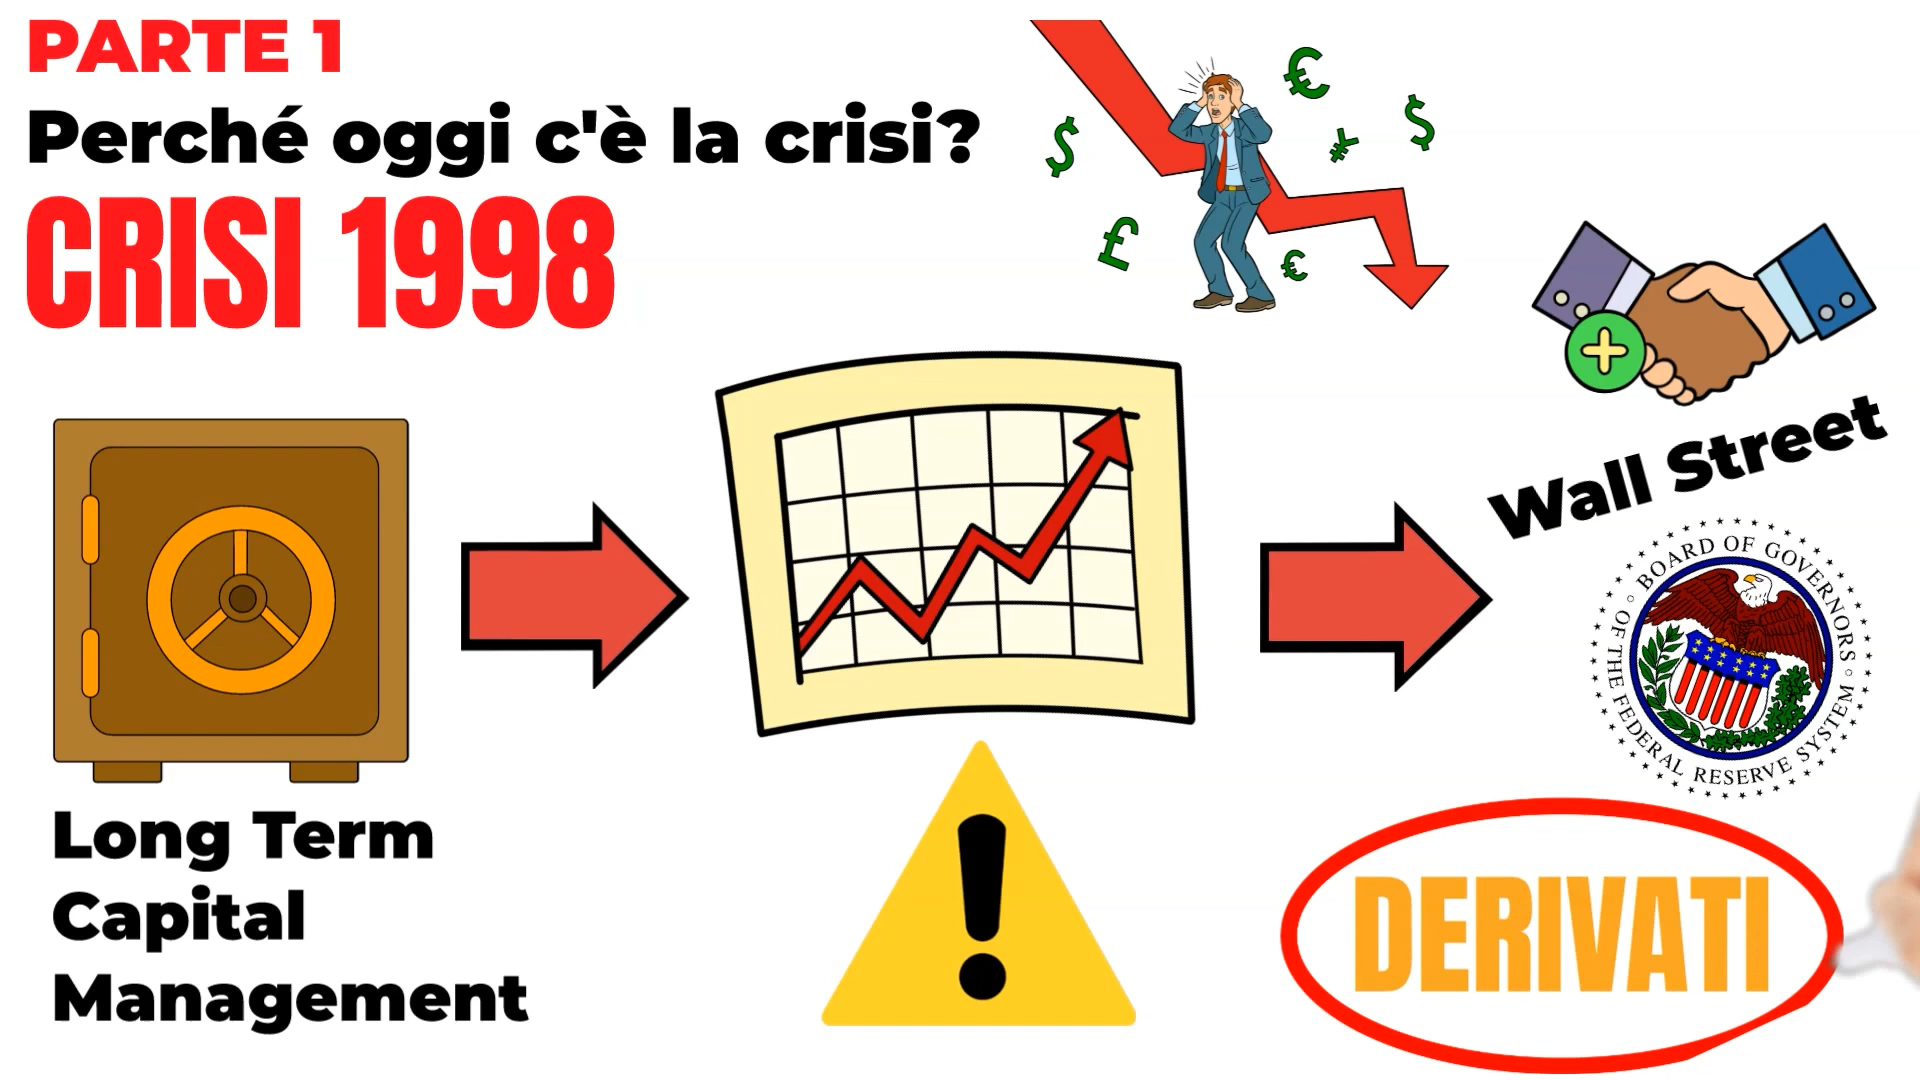 PARTE 1
Perché oggi c'è la crisi?
CRISI 1998
Wall Street
BOARD OF GOVERNORS
OF THE FEDERAL RESERVE SYSTEM
Long Term
Capital
Management
DERIVATI